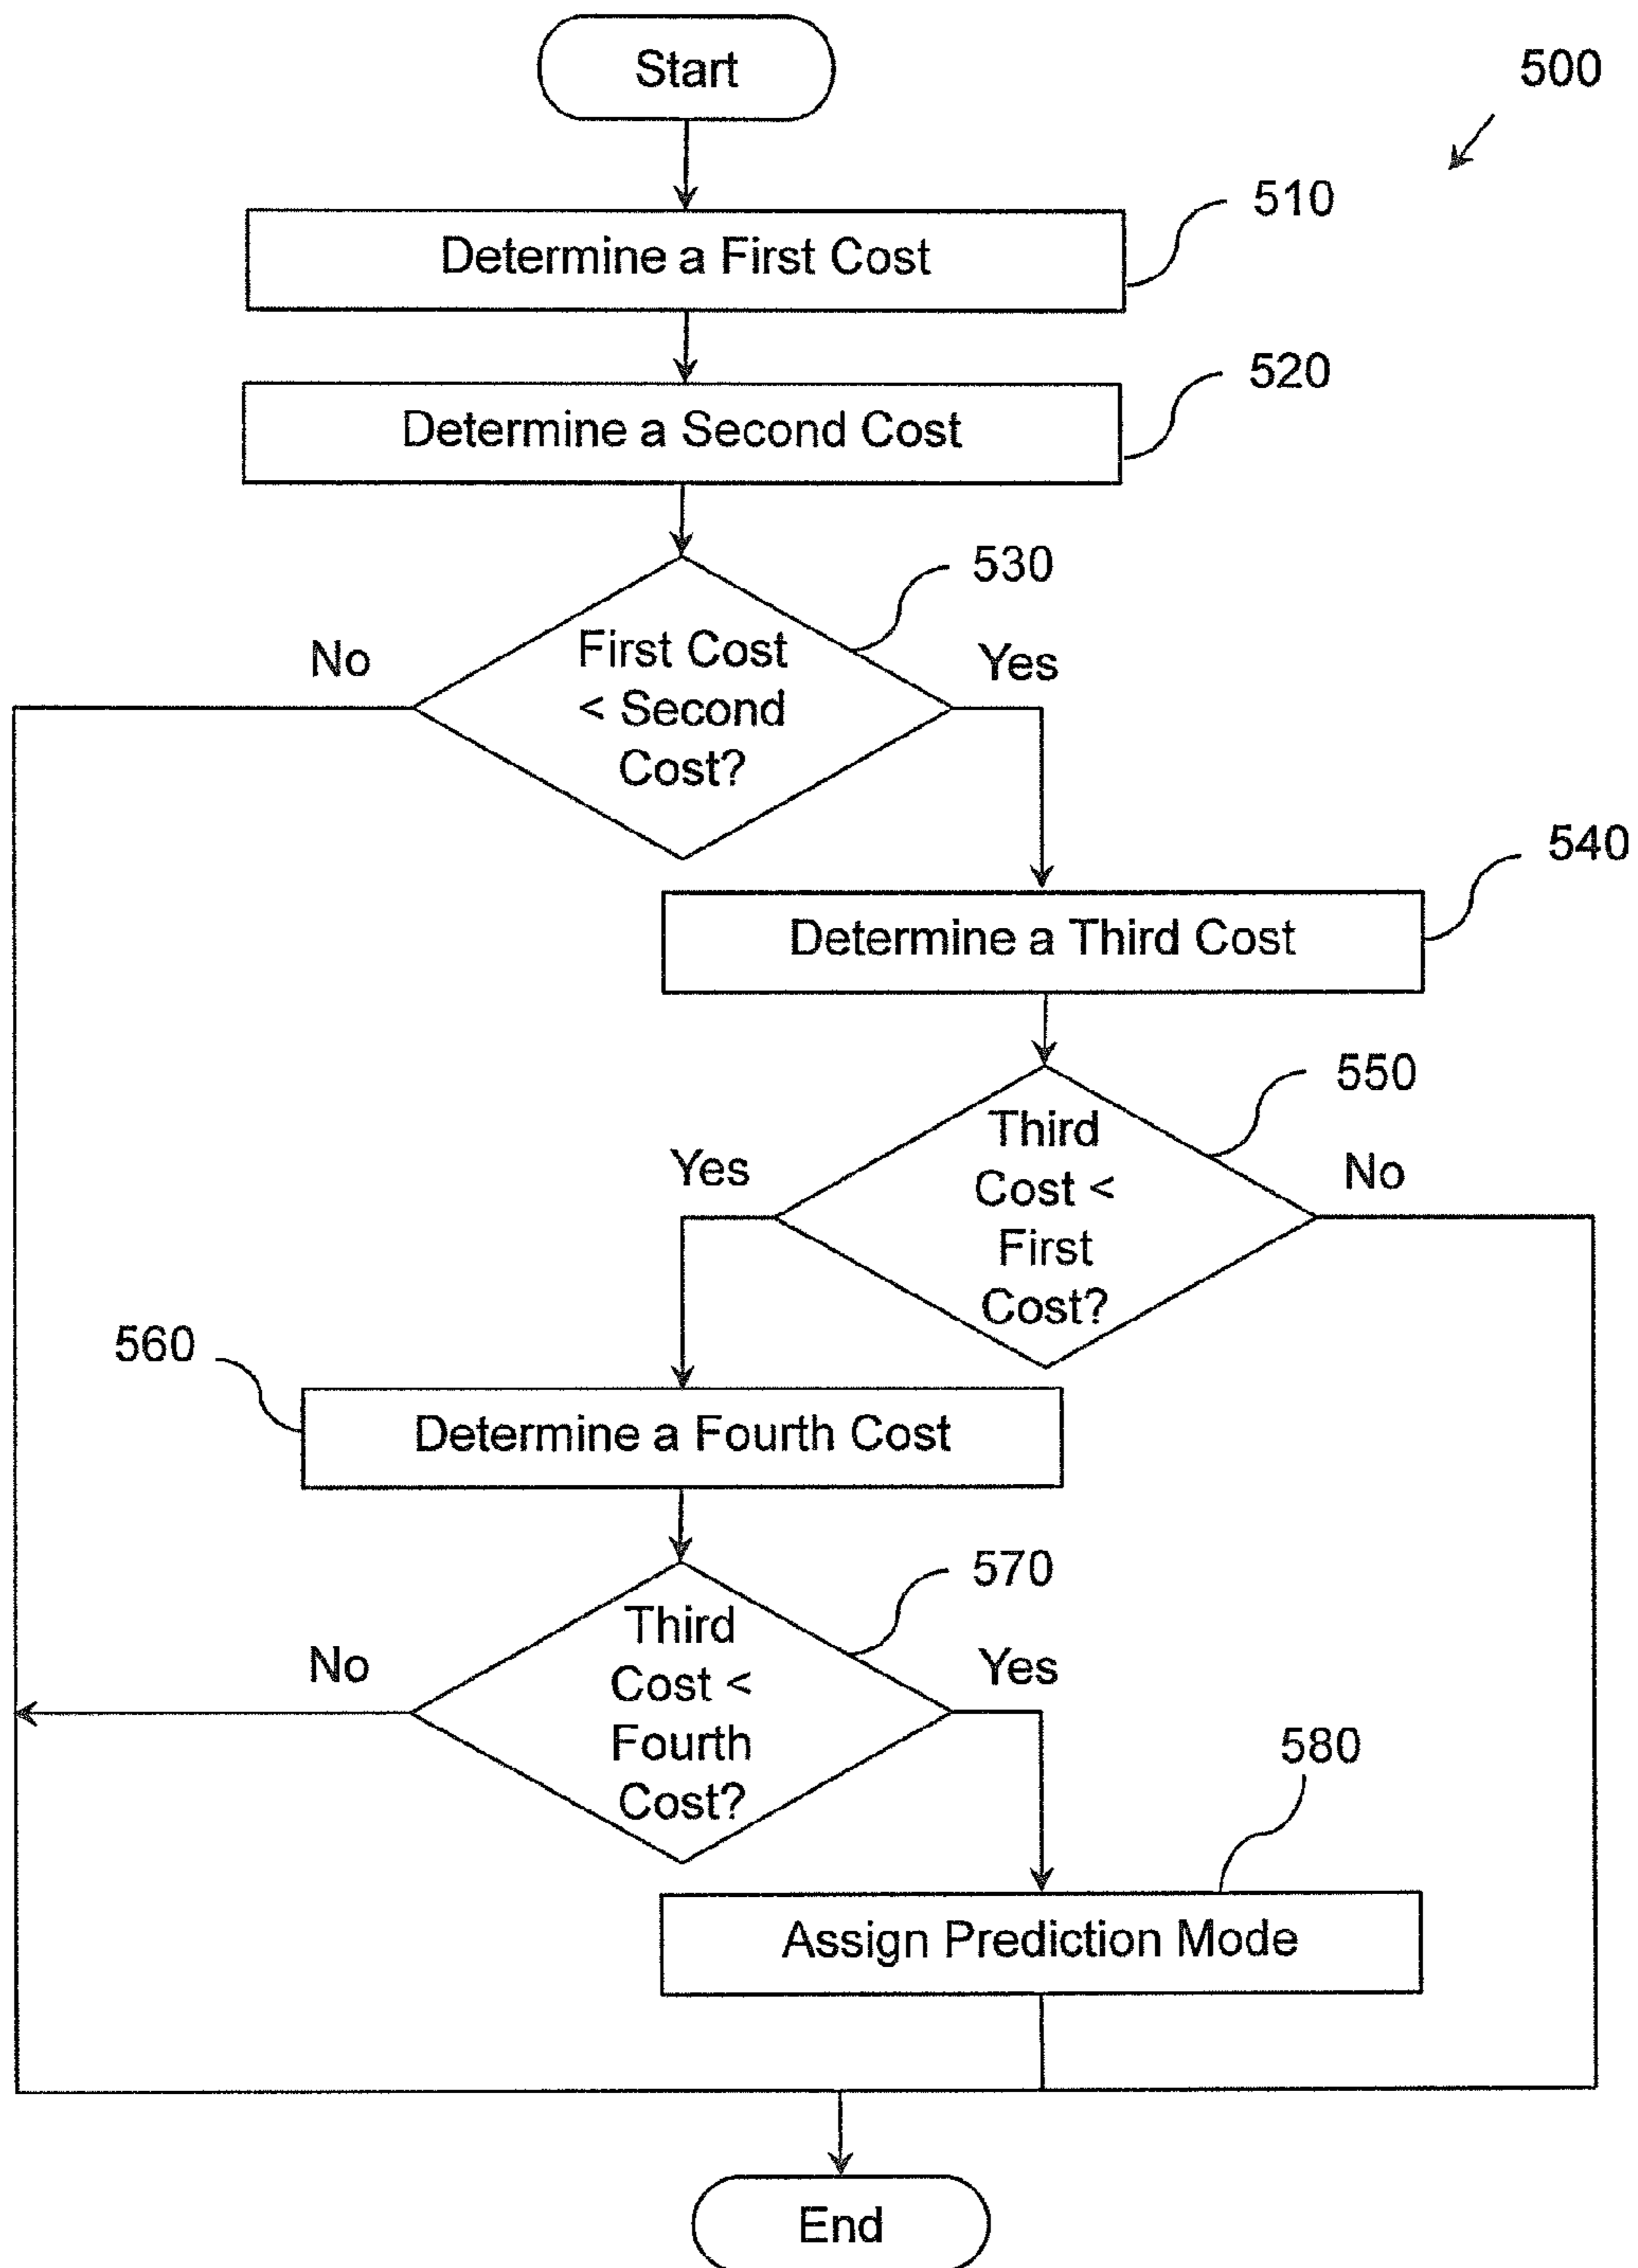 Start
500
510
Determine a First Cost
520
Determine a Second Cost
530
No
First Cost
< Second
Cost?
Yes
540
Determine a Third Cost
550
Yes
Third
Cost <
First
Cost?
No
560
Determine a Fourth Cost
570
No
Third
Cost <
Fourth
Cost?
Yes
580
Assign Prediction Mode
End